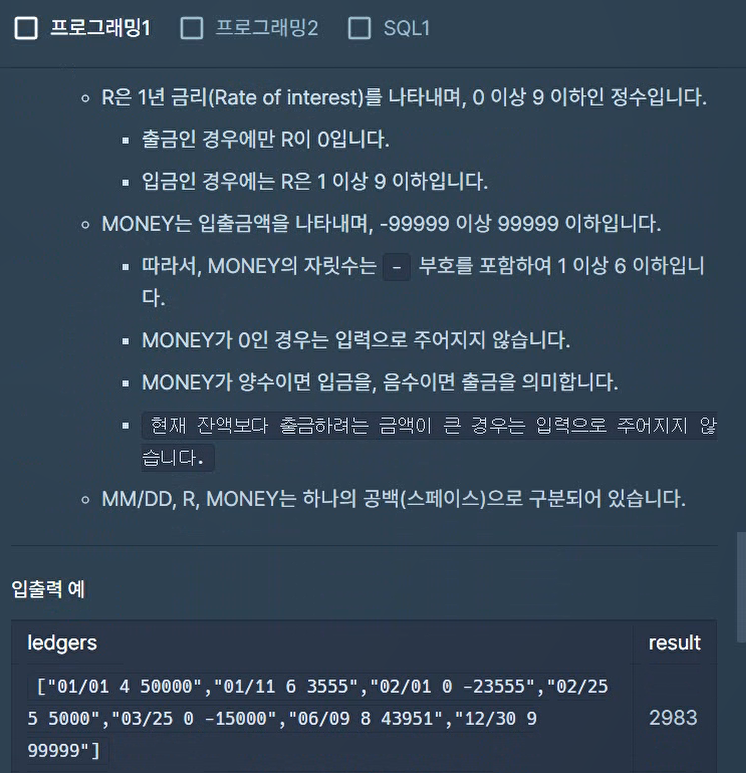 프로그래밍1 프로그래밍2 SQL1
R은 1년 금리(Rate of interest)를 나타내며, 0 이상 9 이하인 정수입니다.
출금인 경우에만 R이 0입니다.
입금인 경우에는 R은 1 이상 9 이하입니다.
MONEY는 입출금액을 나타내며, -99999 이상 99999 이하입니다.
따라서, MONEY의 자릿수는 - 부호를 포함하여 1 이상 6 이하입니
다.
MONEY가 0인 경우는 입력으로 주어지지 않습니다.
MONEY가 양수이면 입금을, 음수이면 출금을 의미합니다.
현재 잔액보다 출금하려는 금액이 큰 경우는 입력으로 주어지지 않
습니다.
MM/DD, R, MONEY는 하나의 공백(스페이스)으로 구분되어 있습니다.
입출력 예
ledgers result
["01/01 4 50000","01/11 6 3555","02/01 0 -23555","02/25
5 5000","03/25 0 -15000","06/09 8 43951","12/30 9
99999"]
2983